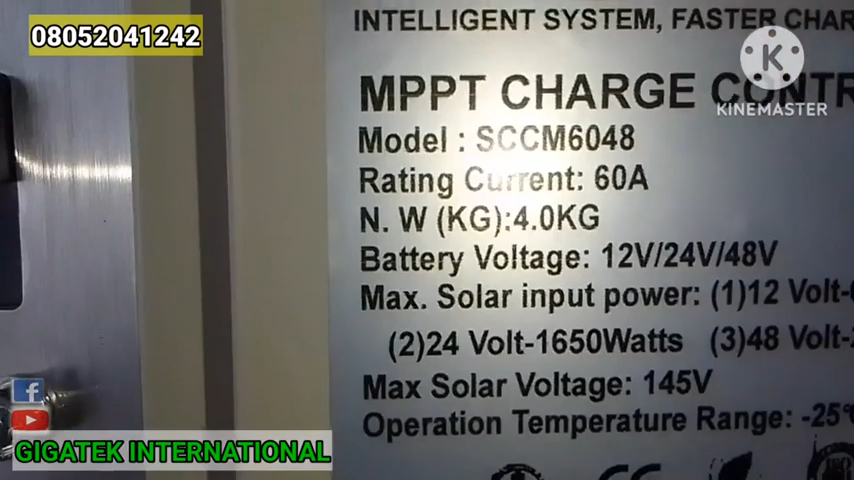 08052041242
INTELLIGENT SYSTEM, FASTER CHAR
KINEMASTER
MPPT CHARGE CONTR
Model : SCCM6048
Rating Current: 60A
N. W (KG):4.0KG
Battery Voltage: 12V/24V/48V
Max. Solar input power: (1)12 Volt-
(2)24 Volt-1650Watts (3)48 Volt-
Max Solar Voltage: 145V
Operation Temperature Range: -25°
GIGATEK INTERNATIONAL